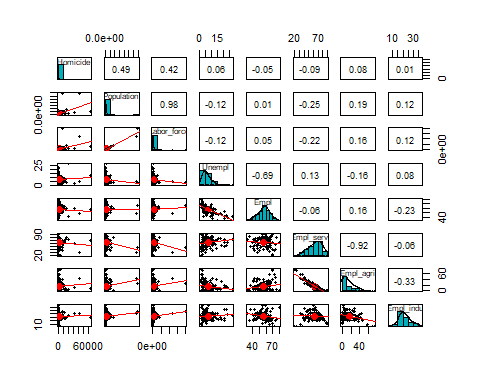 0.0e+00 0 15 20 70 10 30
Homicide 0.49 0.42 0.06 -0.05 -0.09 0.08 0.01 0
0.0e+00 Population 0.98 -0.12 0.01 -0.25 0.19 0.12
Labor_force -0.12 0.05 -0.22 0.16 0.12 0e+00
0 25 Unempl -0.69 0.13 -0.16 0.08
Empl -0.06 0.16 -0.23 40
20 90 Empl_serv -0.92 -0.06
Empl_agri -0.33 0 60
10 Empl_indu
0 60000 0e+00 40 70 0 40